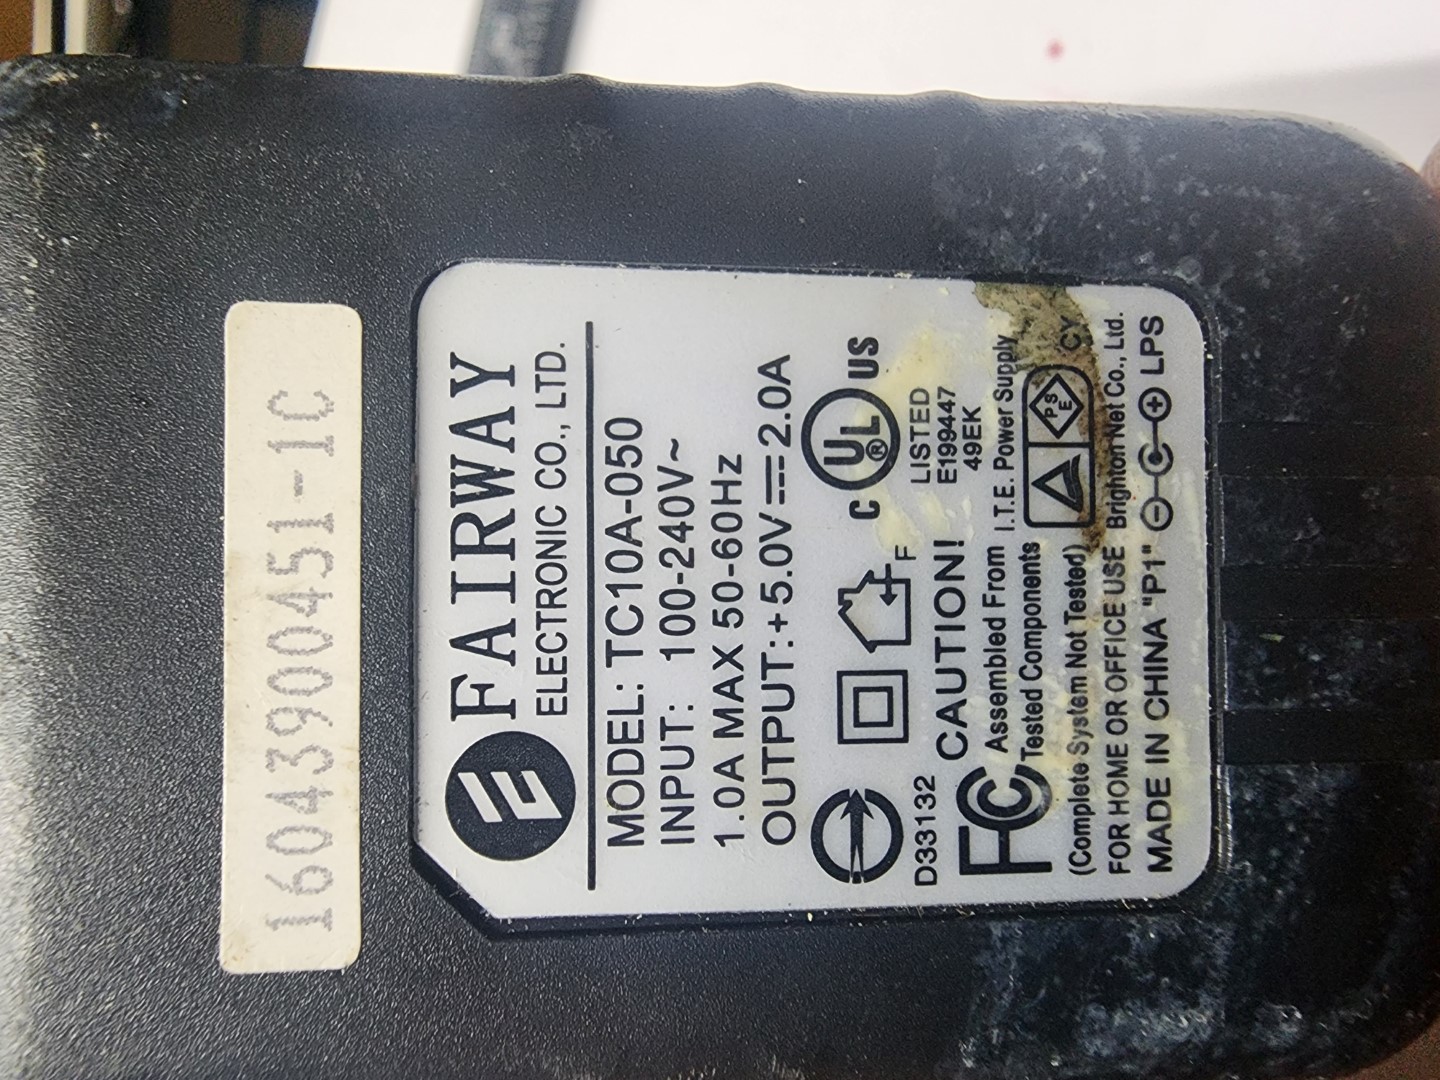 16043900451-1C
FAIRWAY
ELECTRONIC CO., LTD.
MODEL: TC10A-050
INPUT: 100-240V~
1.0A MAX 50-60Hz
OUTPUT:+5.0V⎓2.0A
D33132
F
C UL® US
LISTED
E199447
49EK
I.T.E. Power Supply
FC
CAUTION!
Assembled From
Tested Components
(Complete System Not Tested)
PSE
CY
FOR HOME OR OFFICE USE
Brighton Net Co., Ltd.
MADE IN CHINA "P1"
LPS